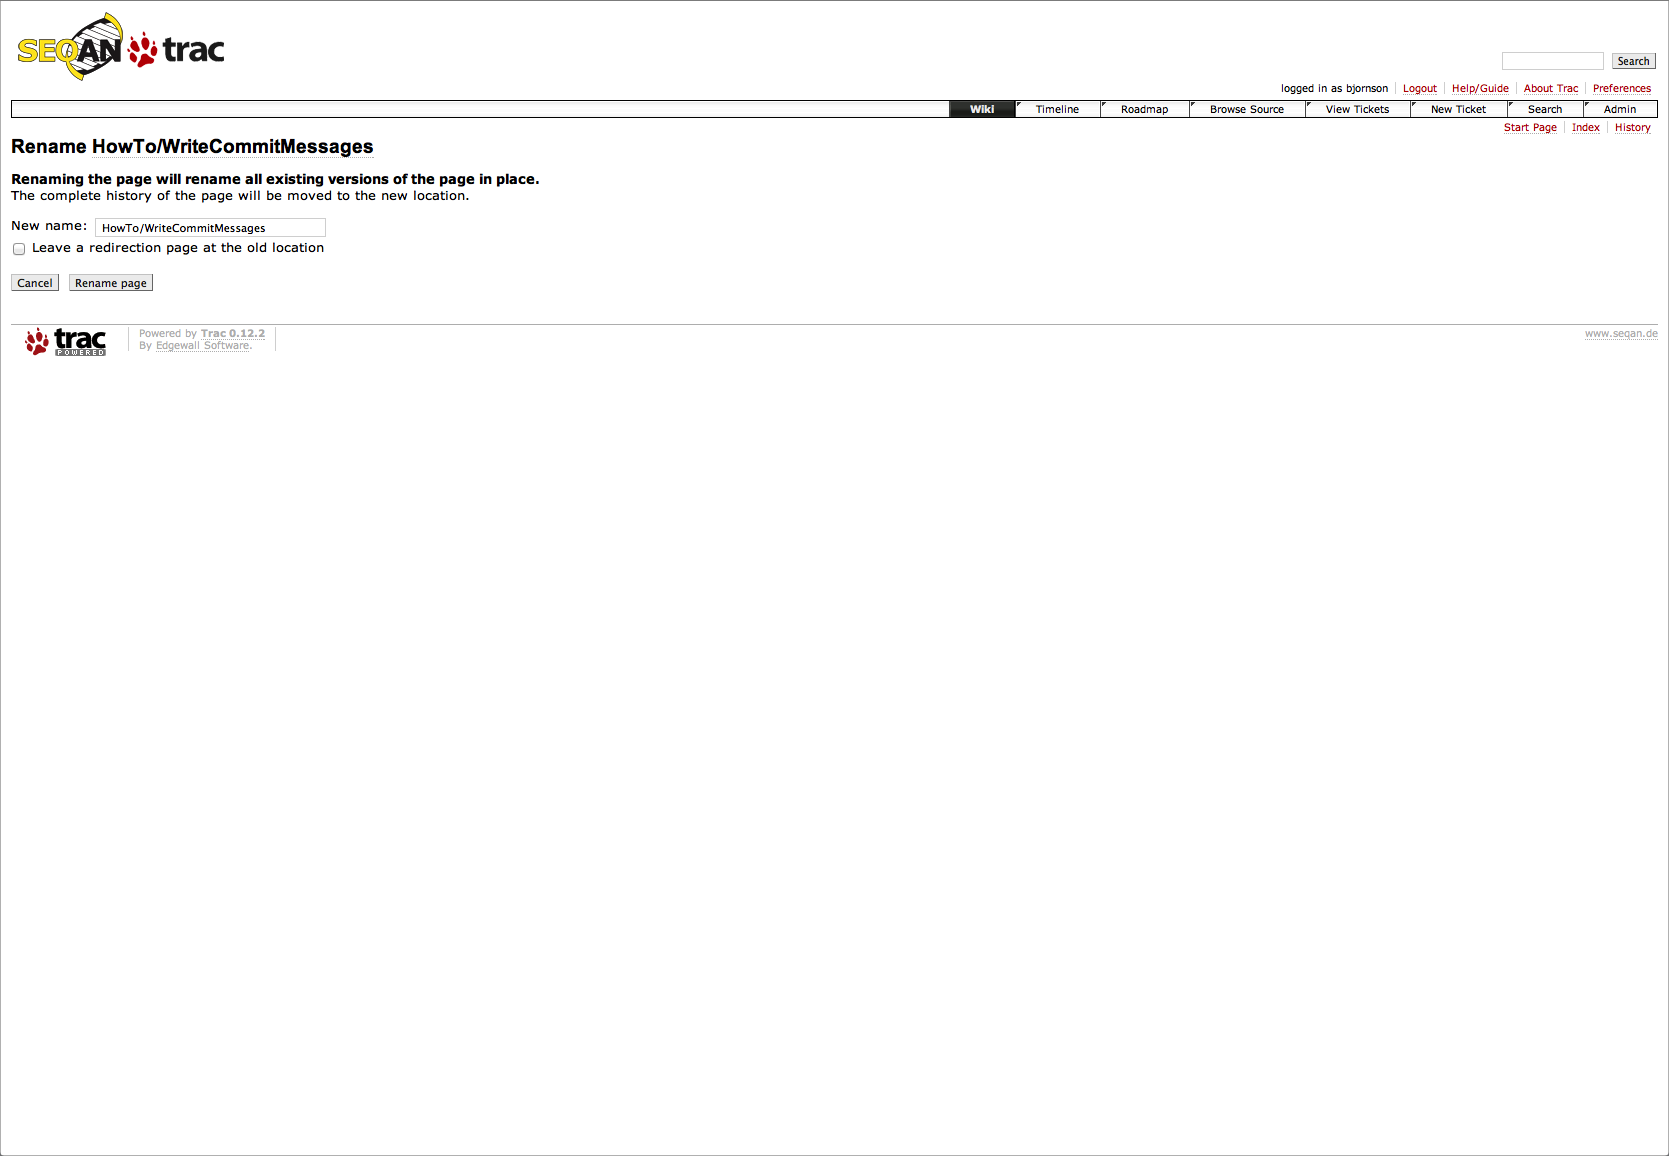 SEQAN trac
Search
logged in as bjornson Logout Help/Guide About Trac Preferences
Wiki Timeline Roadmap Browse Source View Tickets New Ticket Search Admin
Start Page Index History
Rename HowTo/WriteCommitMessages
Renaming the page will rename all existing versions of the page in place.
The complete history of the page will be moved to the new location.
New name: HowTo/WriteCommitMessages
Leave a redirection page at the old location
Cancel Rename page
trac POWERED
Powered by Trac 0.12.2
By Edgewall Software.
www.seqan.de